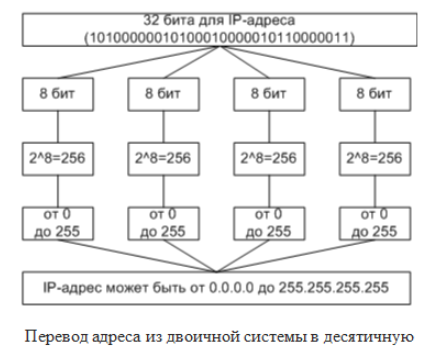 32 бита для IP-адреса
(10100000010100010000010110000011)
8 бит 8 бит 8 бит 8 бит
2^8=256 2^8=256 2^8=256 2^8=256
от 0 от 0 от 0 от 0
до 255 до 255 до 255 до 255
IP-адрес может быть от 0.0.0.0 до 255.255.255.255
Перевод адреса из двоичной системы в десятичную